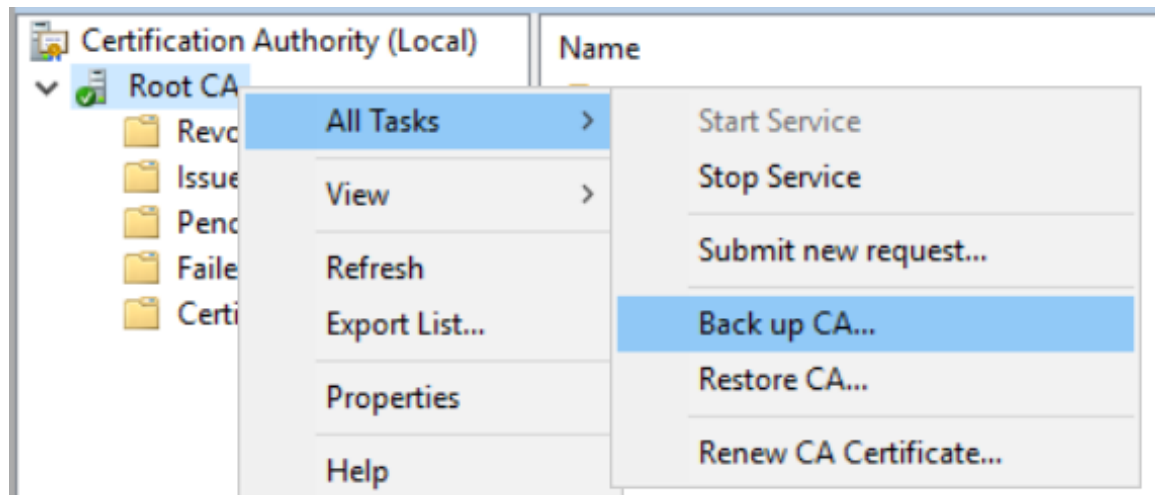 Certification Authority (Local)
Root CA
Name
All Tasks
View
Refresh
Export List...
Properties
Help
Start Service
Stop Service
Submit new request...
Back up CA...
Restore CA...
Renew CA Certificate...